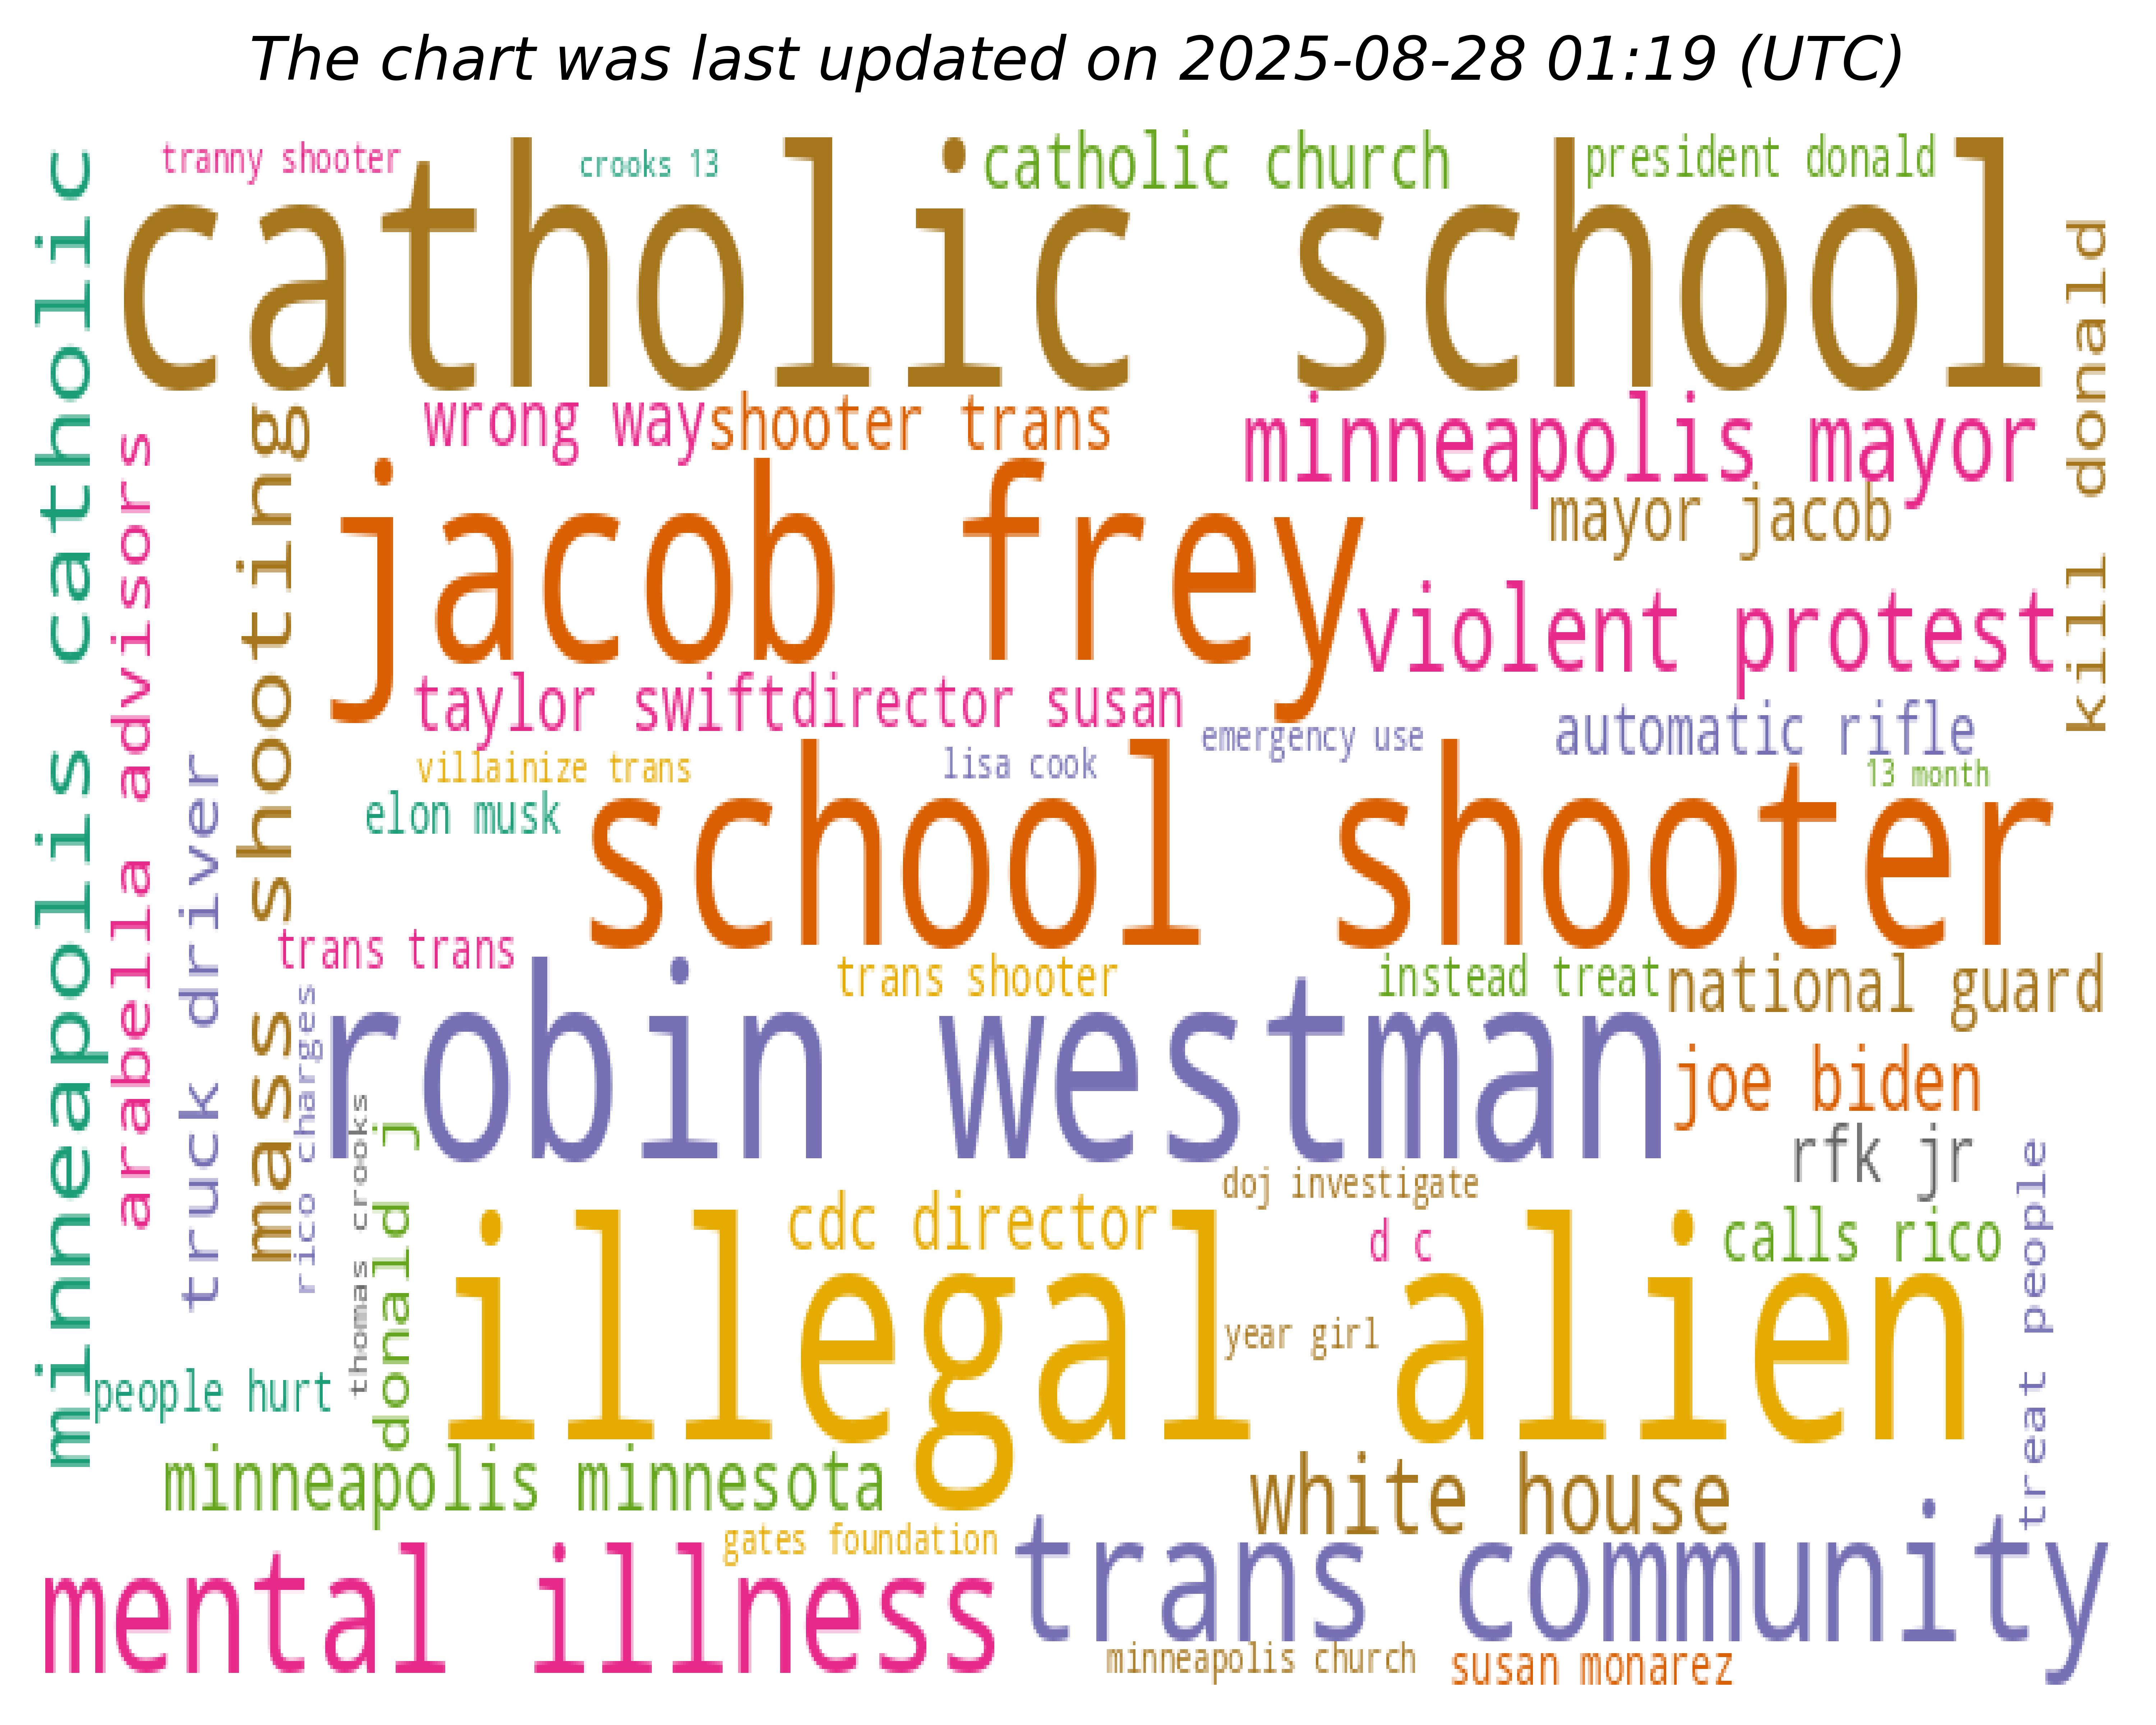 The chart was last updated on 2025-08-28 01:19 (UTC)
tranny shooter
crooks 13
catholic church
president donald
catholic school
minneapolis catholic
kill donald
wrong way
shooter trans
minneapolis mayor
mayor jacob
jacob frey
arabella advisors
mass shooting
violent protest
taylor swift
director susan
emergency use
automatic rifle
villainize trans
lisa cook
13 month
elon musk
school shooter
truck driver
trans trans
trans shooter
instead treat
national guard
robin westman
rico charges
thomas crooks
joe biden
rfk jr
donald j
doj investigate
cdc director
d c
calls rico
treat people
illegal alien
year girl
people hurt
minneapolis minnesota
white house
gates foundation
trans community
mental illness
minneapolis church
susan monarez